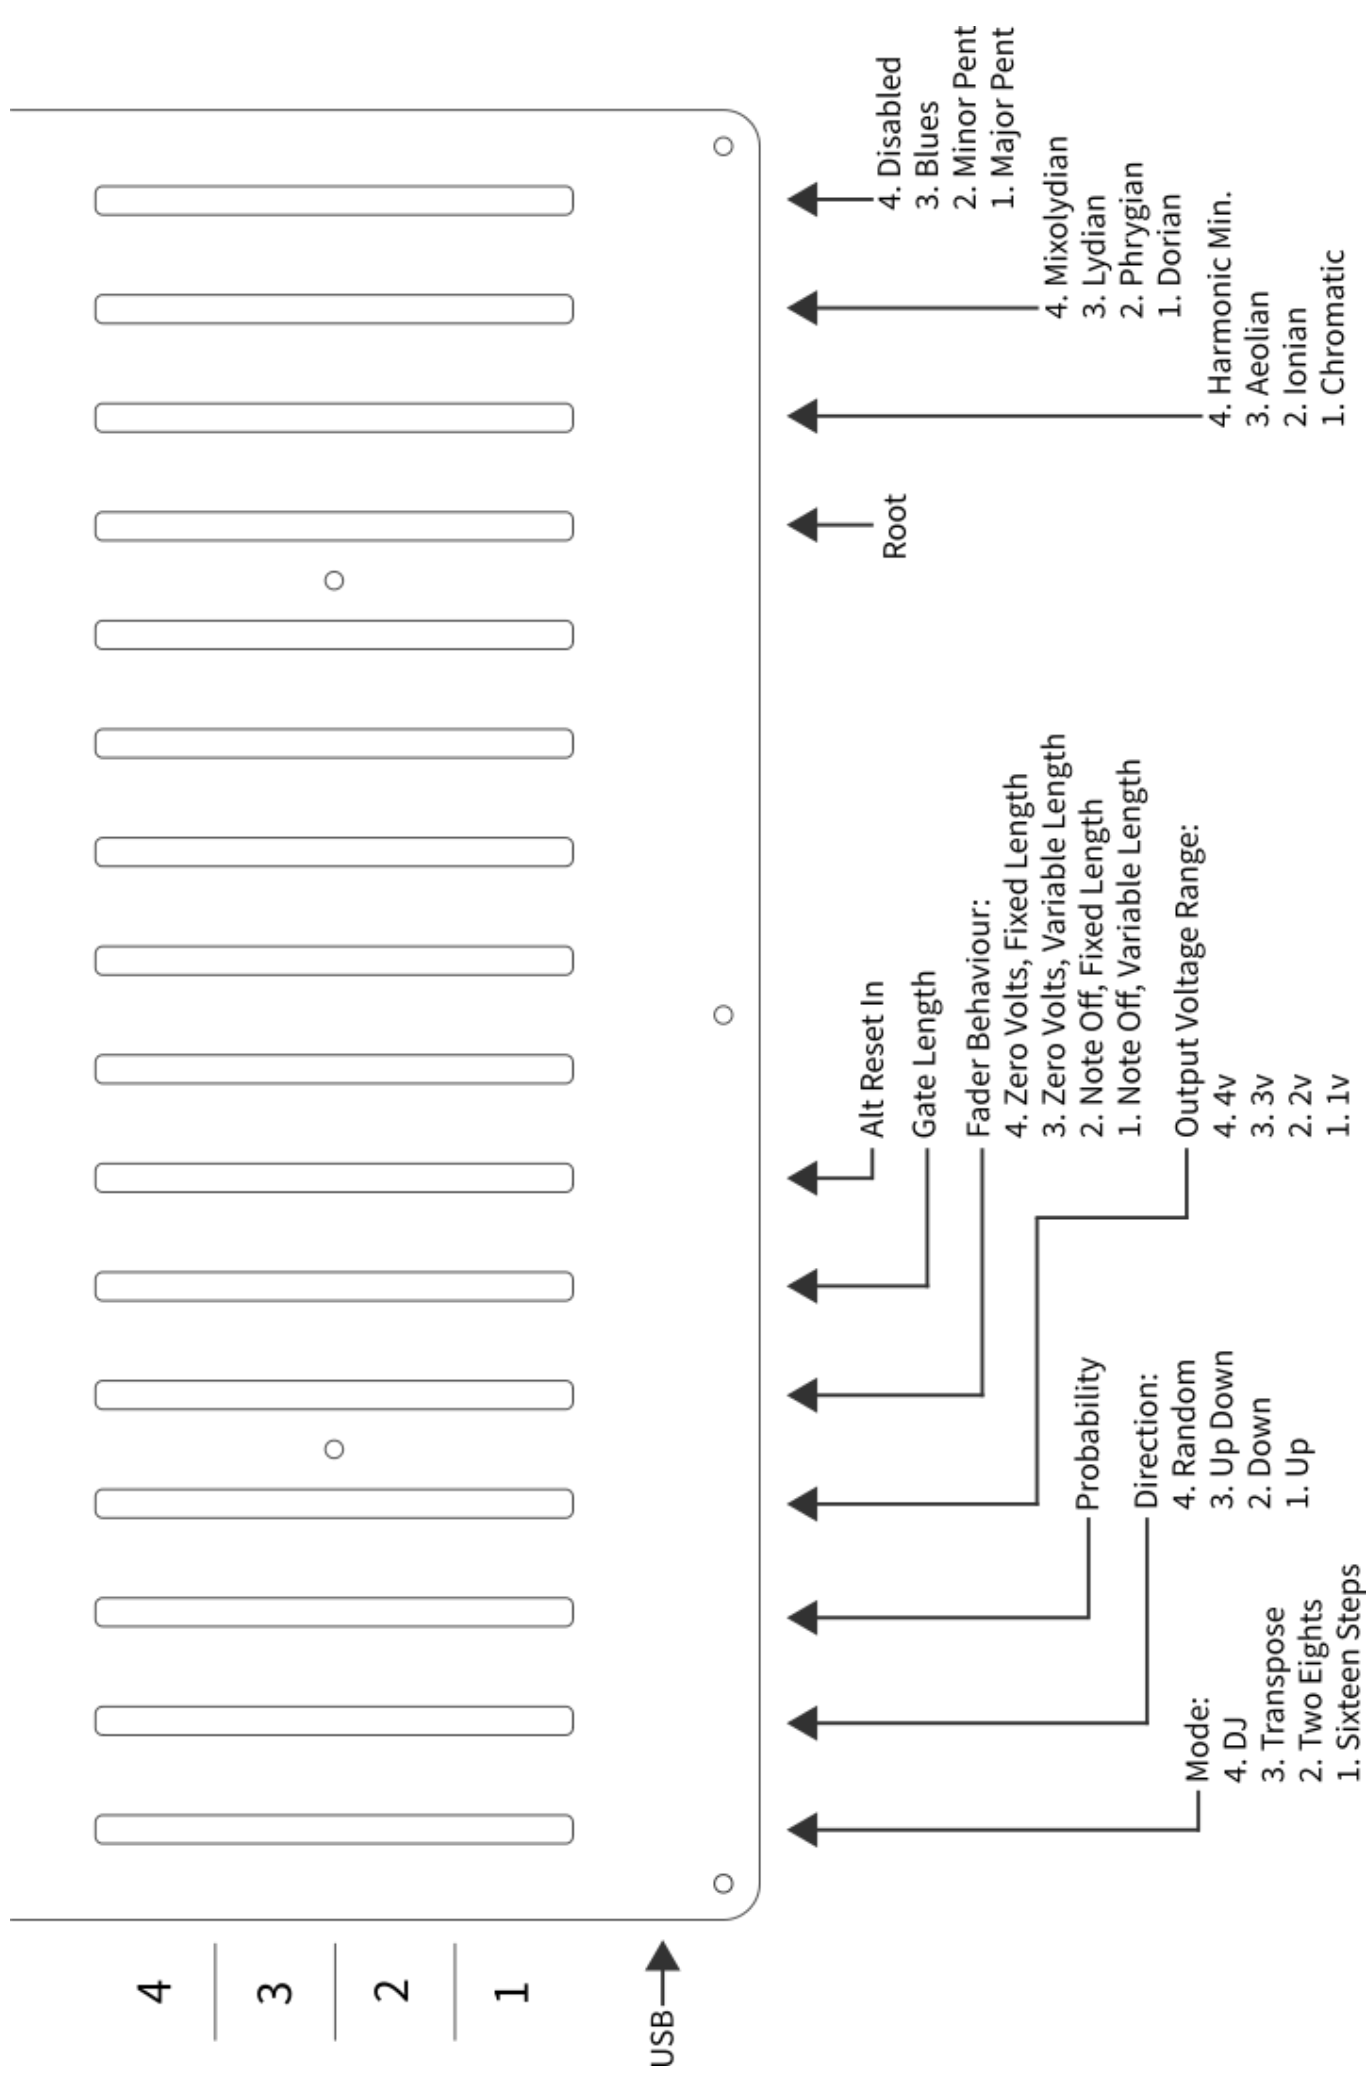 4
3
2
1
USB
Mode:
4. DJ
3. Transpose
2. Two Eights
1. Sixteen Steps
Direction:
4. Random
3. Up Down
2. Down
1. Up
Probability
Output Voltage Range:
4. 4v
3. 3v
2. 2v
1. 1v
Fader Behaviour:
4. Zero Volts, Fixed Length
3. Zero Volts, Variable Length
2. Note Off, Fixed Length
1. Note Off, Variable Length
Gate Length
Alt Reset In
Root
4. Harmonic Min.
3. Aeolian
2. Ionian
1. Chromatic
4. Mixolydian
3. Lydian
2. Phrygian
1. Dorian
4. Disabled
3. Blues
2. Minor Pent
1. Major Pent